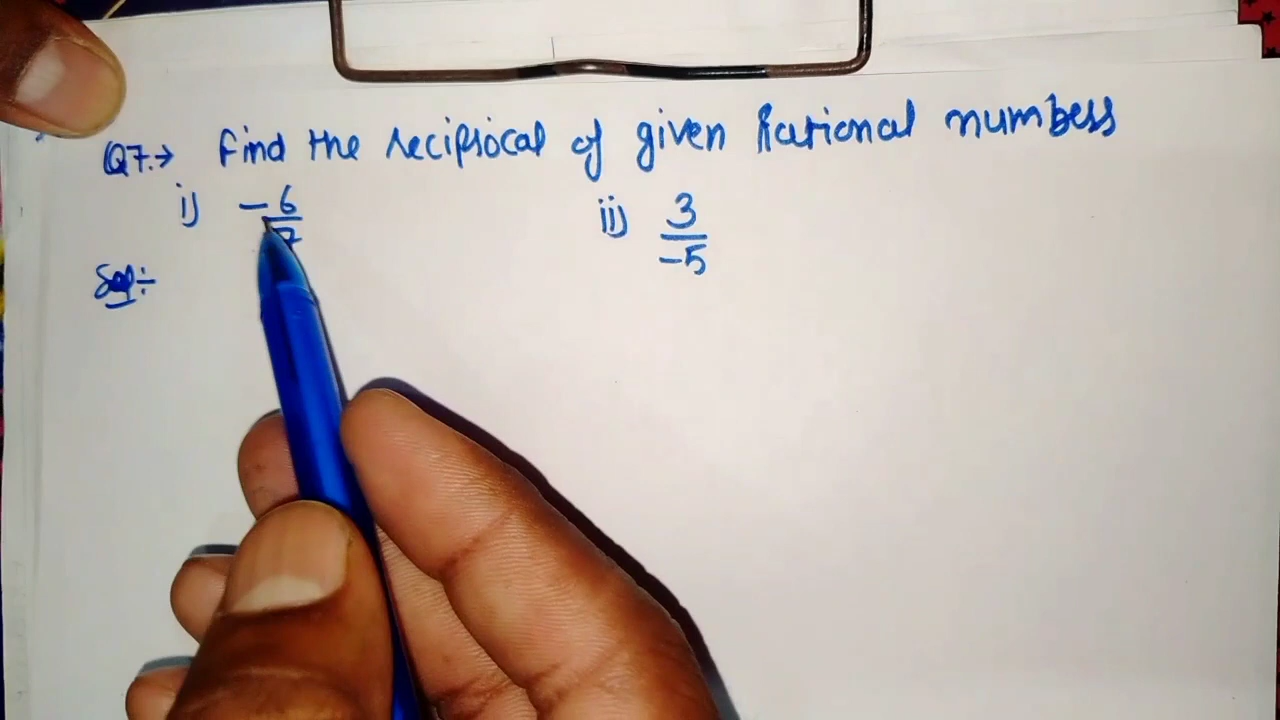 Q7.→ Find the reciprocal of given Rational numbers
i) -6/7 ii) 3/-5
Sol:-